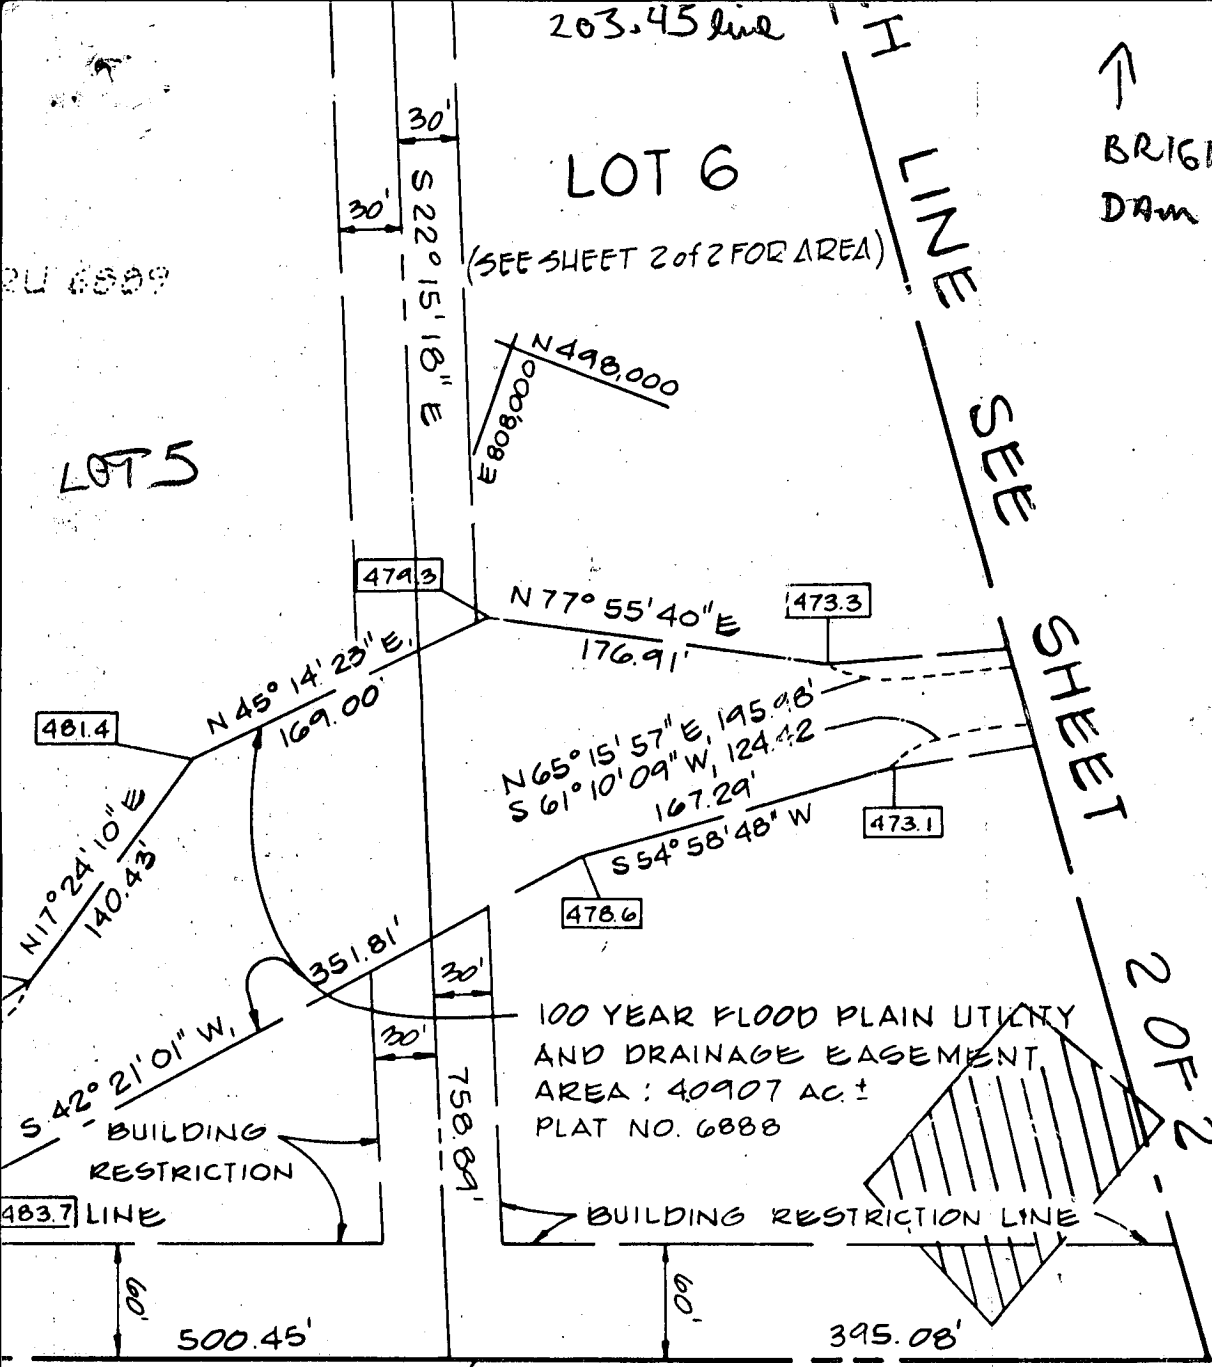 203.45 line
H LINE SEE SHEET 2 OF 2
30'
LOT 6
30'
S 22° 15' 18" E
(SEE SHEET 2 of 2 FOR AREA)
N 498,000
E 808,000
LOT 5
479.3
N 77° 55' 40" E
176.91'
473.3
N 45° 14' 23" E,
169.00'
481.4
N 65° 15' 57" E, 195.98'
S 61° 10' 09" W, 124.42
167.29'
S 54° 58' 48" W
473.1
N 17° 24' 10" E
140.43'
478.6
351.81'
S 42° 21' 01" W,
30'
30'
758.89'
100 YEAR FLOOD PLAIN UTILITY
AND DRAINAGE EASEMENT
AREA : 4.0907 AC. ±
PLAT NO. 6888
BUILDING
RESTRICTION
LINE
483.7
BUILDING RESTRICTION LINE
60'
60'
500.45'
395.08'
DAM